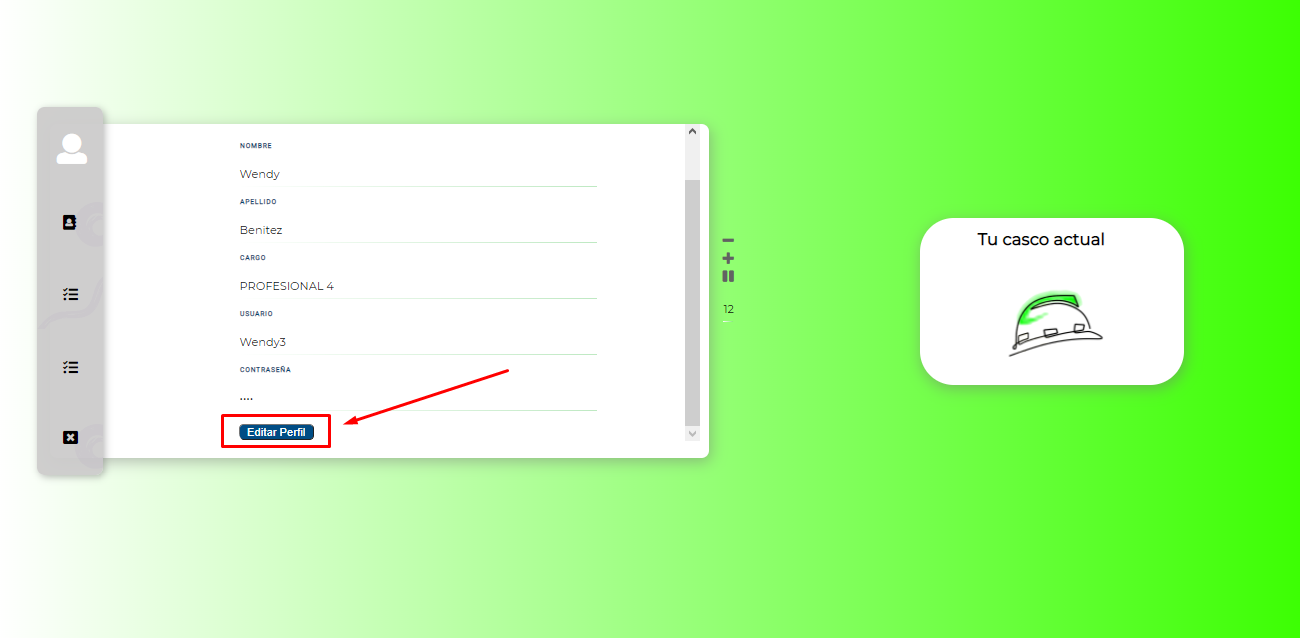 NOMBRE
Wendy
APELLIDO
Benitez
CARGO
PROFESIONAL 4
USUARIO
Wendy3
CONTRASEÑA
....
Editar Perfil
12
Tu casco actual